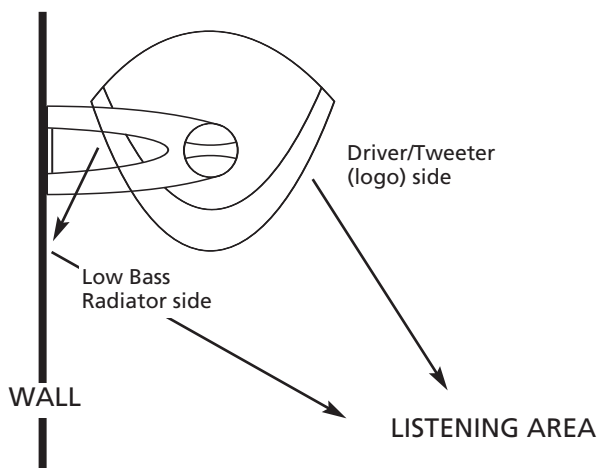 Driver/Tweeter
(logo) side
Low Bass
Radiator side
WALL
LISTENING AREA